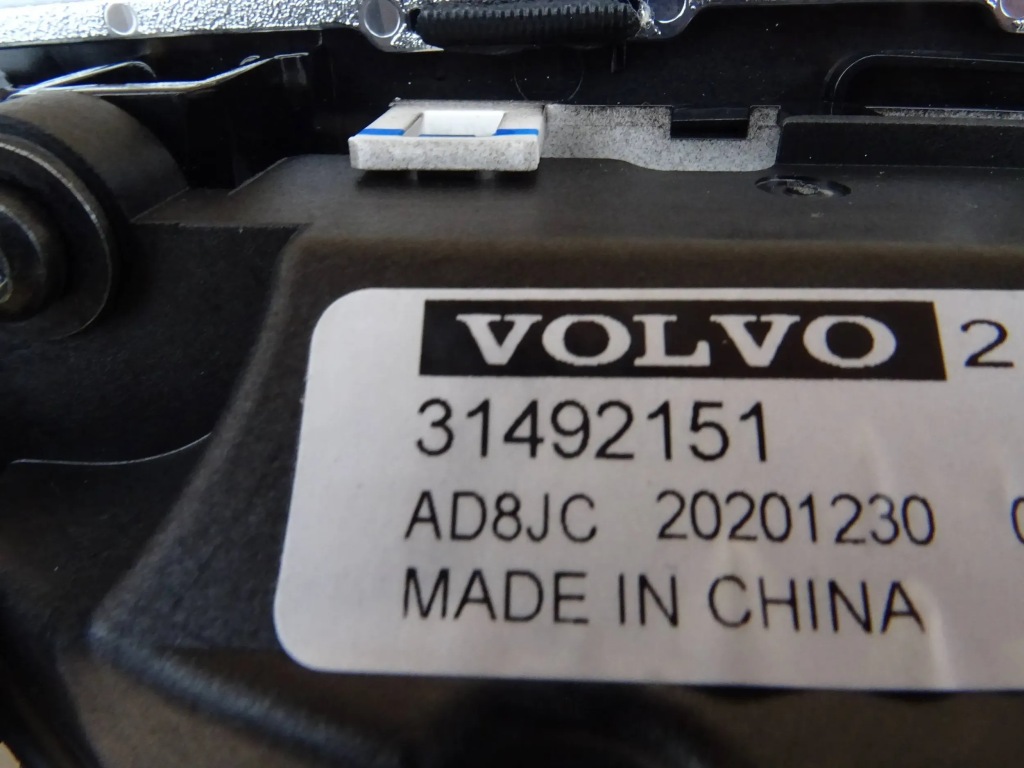 VOLVO 2
31492151
AD8JC 20201230
MADE IN CHINA